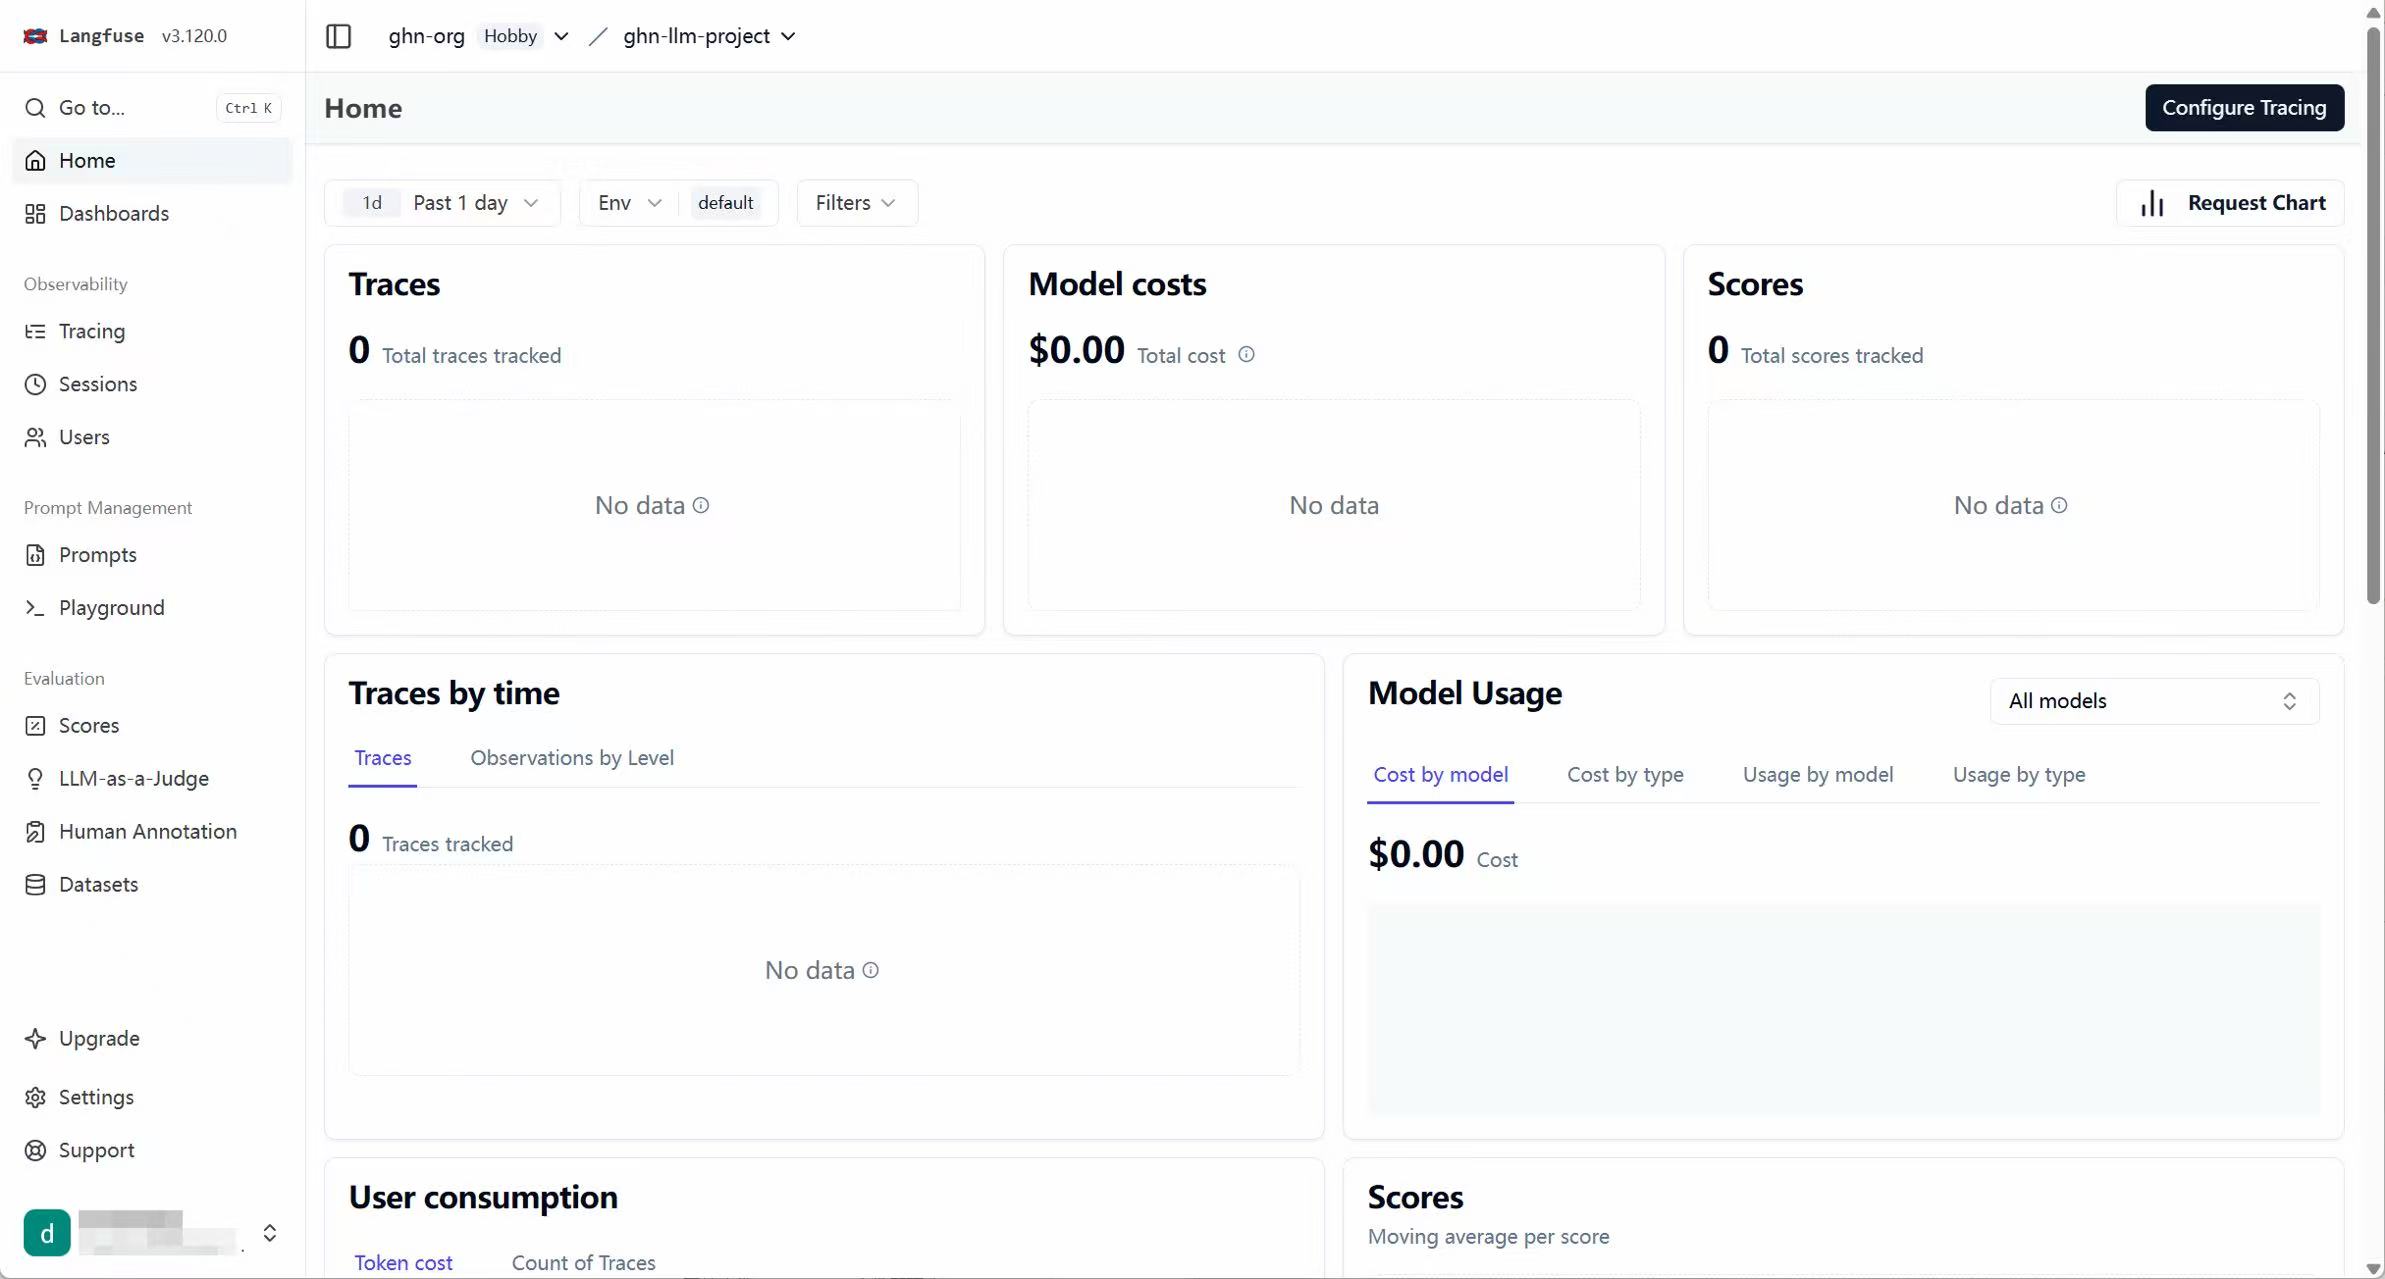 Langfuse v3.120.0
Go to... Ctrl K
Home
Dashboards
Observability
Tracing
Sessions
Users
Prompt Management
Prompts
Playground
Evaluation
Scores
LLM-as-a-Judge
Human Annotation
Datasets
Upgrade
Settings
Support
d
ghn-org Hobby / ghn-llm-project
Home Configure Tracing
1d Past 1 day Env default Filters Request Chart
Traces
0 Total traces tracked
No data
Model costs
$0.00 Total cost
No data
Scores
0 Total scores tracked
No data
Traces by time
Traces Observations by Level
0 Traces tracked
No data
Model Usage All models
Cost by model Cost by type Usage by model Usage by type
$0.00 Cost
User consumption
Token cost Count of Traces
Scores
Moving average per score